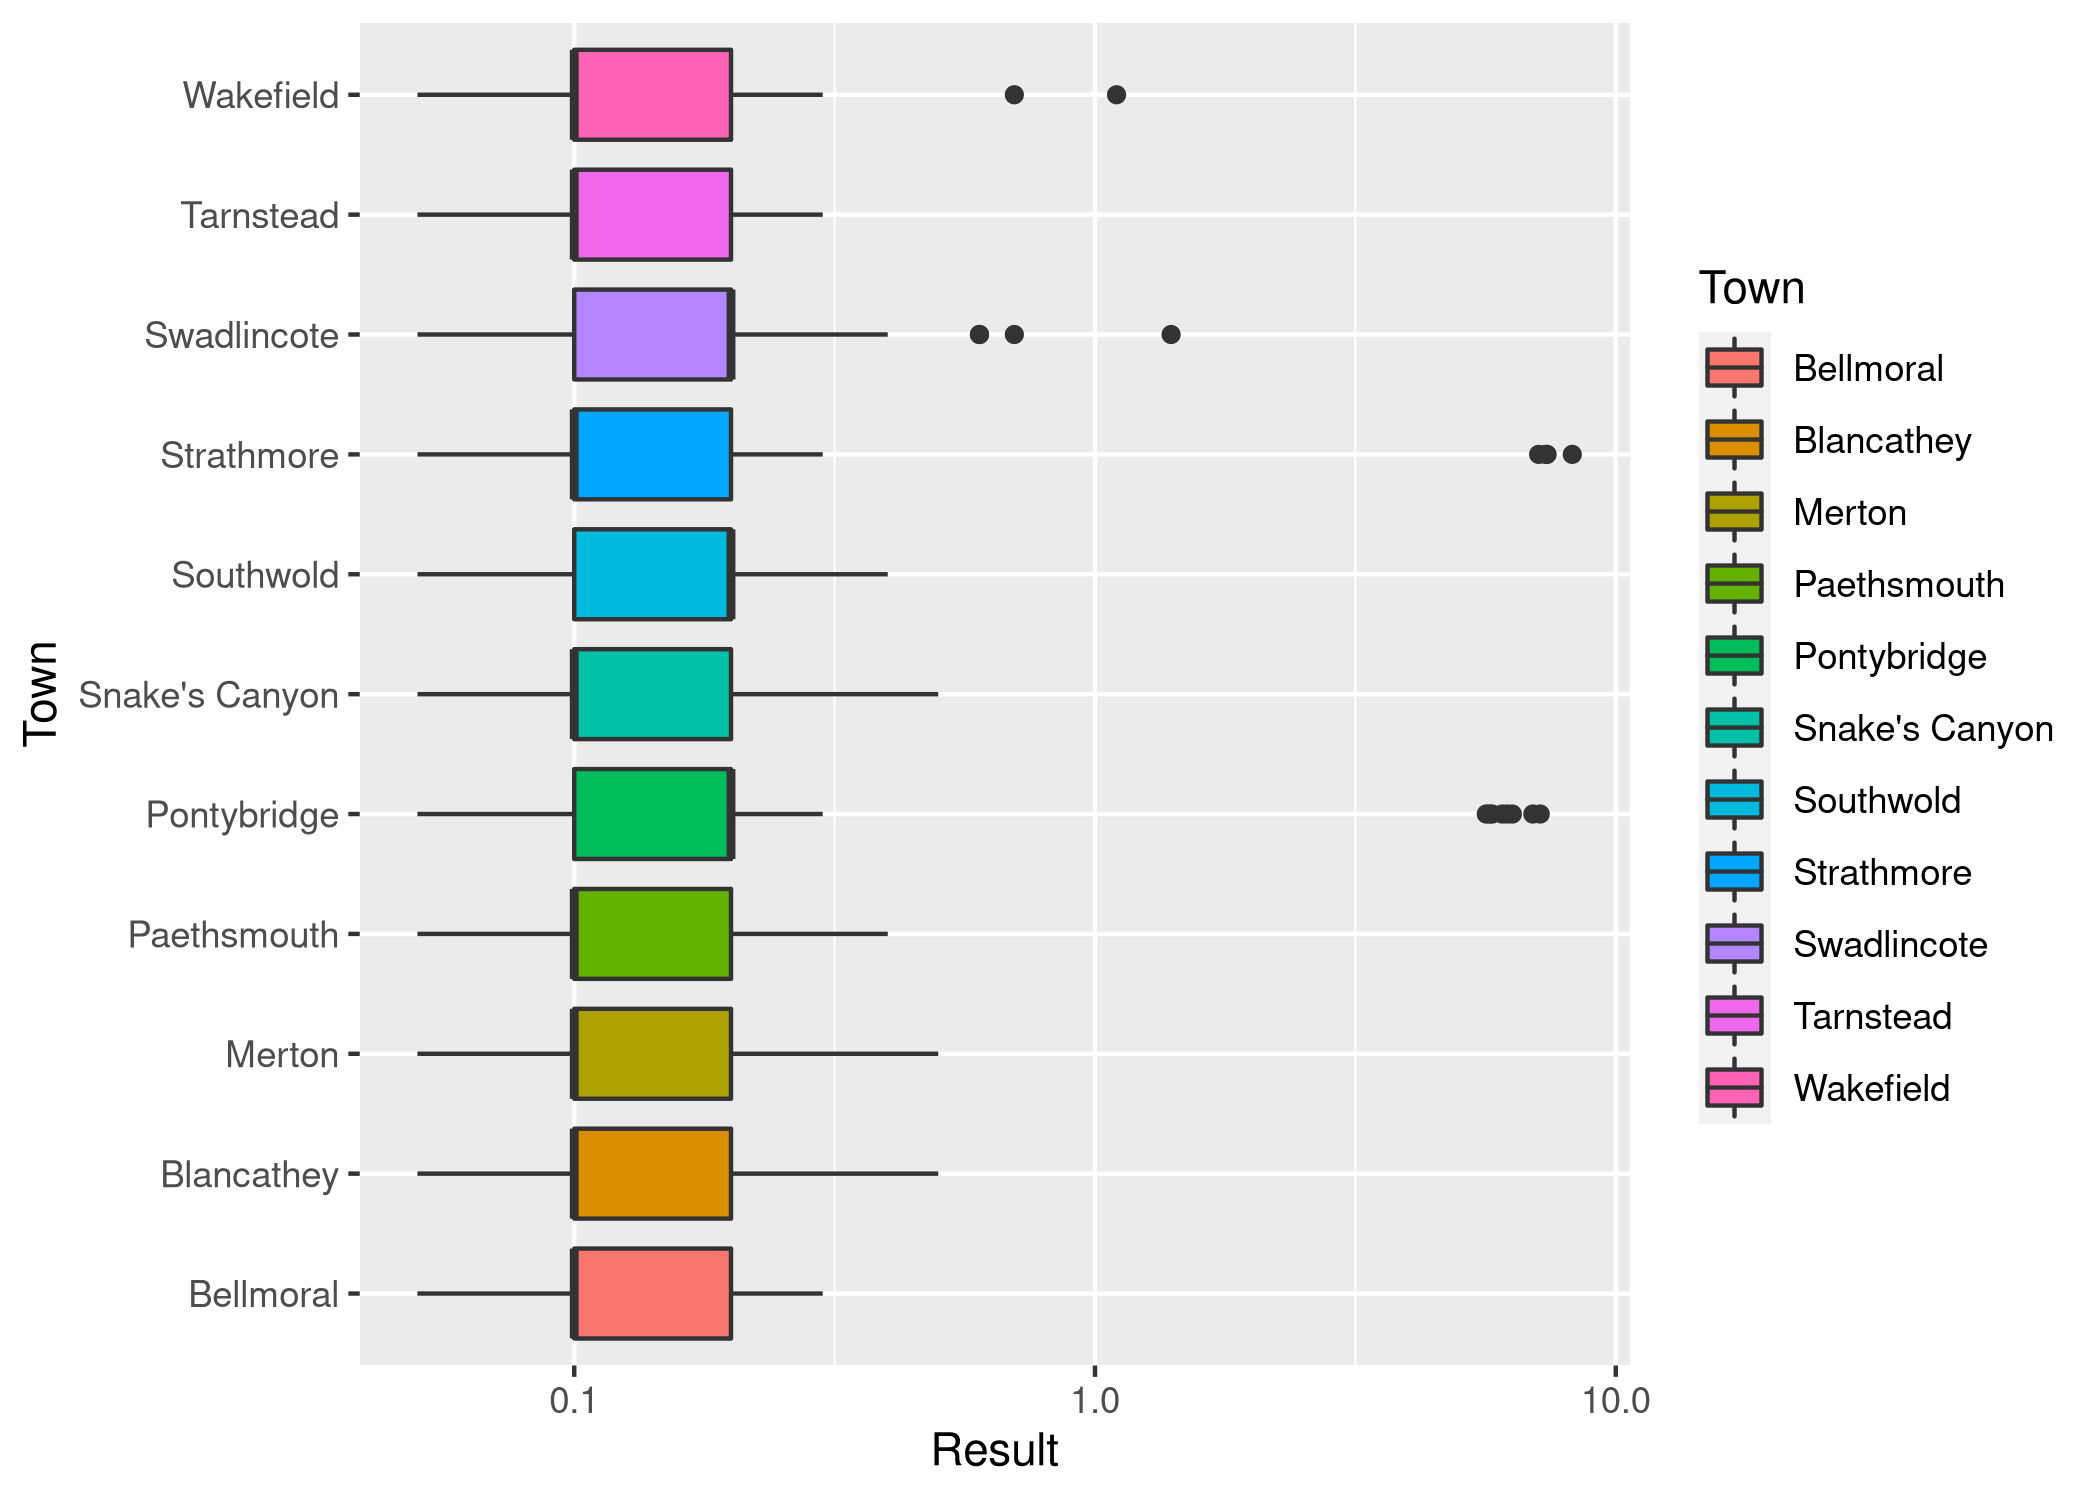 Wakefield
Tarnstead
Swadlincote
Strathmore
Southwold
Snake's Canyon
Pontybridge
Paethsmouth
Merton
Blancathey
Bellmoral
Town
0.1
1.0
10.0
Result
Town
Bellmoral
Blancathey
Merton
Paethsmouth
Pontybridge
Snake's Canyon
Southwold
Strathmore
Swadlincote
Tarnstead
Wakefield